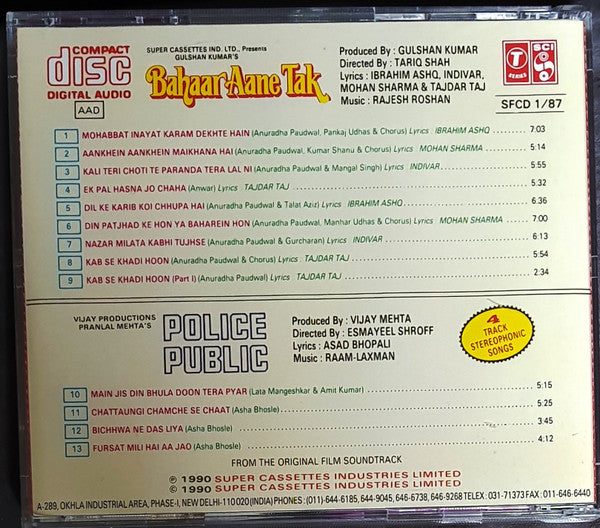 COMPACT
disc
DIGITAL AUDIO
AAD
SUPER CASSETTES IND. LTD., Presents
GULSHAN KUMAR'S
Bahaar Aane Tak
Produced By : GULSHAN KUMAR
Directed By : TARIQ SHAH
Lyrics : IBRAHIM ASHQ, INDIVAR,
MOHAN SHARMA & TAJDAR TAJ
Music : RAJESH ROSHAN
T
SERIES
SCI
SFCD 1/87
1 MOHABBAT INAYAT KARAM DEKHTE HAIN (Anuradha Paudwal, Pankaj Udhas & Chorus) Lyrics : IBRAHIM ASHQ ........ 7:03
2 AANKHEIN AANKHEIN MAIKHANA HAI (Anuradha Paudwal, Kumar Shanu & Chorus) Lyrics : MOHAN SHARMA ........ 5:14
3 KALI TERI CHOTI TE PARANDA TERA LAL NI (Anuradha Paudwal & Mangal Singh) Lyrics : INDIVAR ........ 5:55
4 EK PAL HASNA JO CHAHA (Anwar) Lyrics : TAJDAR TAJ ........ 5:32
5 DIL KE KARIB KOI CHHUPA HAI (Anuradha Paudwal & Talat Aziz) Lyrics : IBRAHIM ASHQ ........ 6:36
6 DIN PATJHAD KE HON YA BAHAREIN HON (Anuradha Paudwal, Manhar Udhas & Chorus) Lyrics : MOHAN SHARMA ........ 7:00
7 NAZAR MILATA KABHI TUJHSE (Anuradha Paudwal & Gurcharan) Lyrics : INDIVAR ........ 6:13
8 KAB SE KHADI HOON (Anuradha Paudwal & Chorus) Lyrics : TAJDAR TAJ ........ 5:54
9 KAB SE KHADI HOON (Part I) (Anuradha Paudwal) Lyrics : TAJDAR TAJ ........ 2:34
VIJAY PRODUCTIONS
PRANLAL MEHTA'S
POLICE
PUBLIC
Produced By : VIJAY MEHTA
Directed By : ESMAYEEL SHROFF
Lyrics : ASAD BHOPALI
Music : RAAM-LAXMAN
4
TRACK
STEREOPHONIC
SONGS
10 MAIN JIS DIN BHULA DOON TERA PYAR (Lata Mangeshkar & Amit Kumar) ........ 5:15
11 CHATTAUNGI CHAMCHE SE CHAAT (Asha Bhosle) ........ 5:25
12 BICHHWA NE DAS LIYA (Asha Bhosle) ........ 3:45
13 FURSAT MILI HAI AA JAO (Asha Bhosle) ........ 4:12
FROM THE ORIGINAL FILM SOUNDTRACK
℗ 1990 SUPER CASSETTES INDUSTRIES LIMITED
© 1990 SUPER CASSETTES INDUSTRIES LIMITED
A-289, OKHLA INDUSTRIAL AREA, PHASE-I, NEW DELHI-110 020 (INDIA) PHONES : (011)-644-6185, 644-9045, 646-6738, 646-9268 TELEX : 031-71373 FAX-(011)-646-6440